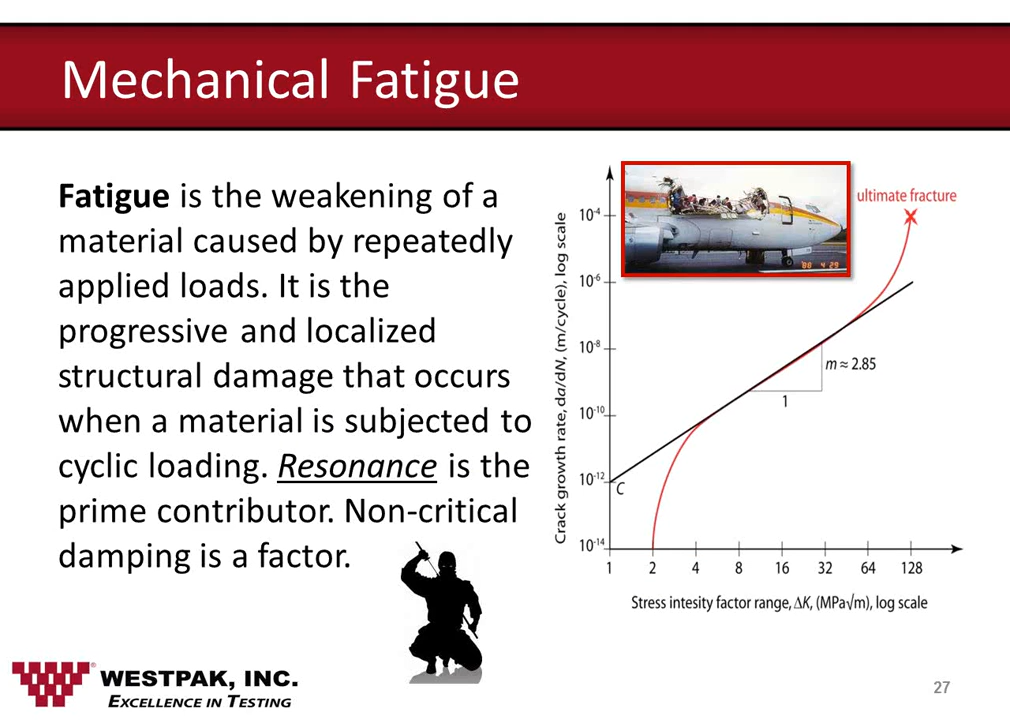 Mechanical Fatigue
Fatigue is the weakening of a
material caused by repeatedly
applied loads. It is the
progressive and localized
structural damage that occurs
when a material is subjected to
cyclic loading. Resonance is the
prime contributor. Non-critical
damping is a factor.
ultimate fracture
'88 4 29
Crack growth rate, da/dN, (m/cycle), log scale
10⁻⁴
10⁻⁶
10⁻⁸
10⁻¹⁰
10⁻¹²
10⁻¹⁴
m ≈ 2.85
1
C
1 2 4 8 16 32 64 128
Stress intesity factor range, ΔK, (MPa√m), log scale
WESTPAK, INC.
EXCELLENCE IN TESTING
27